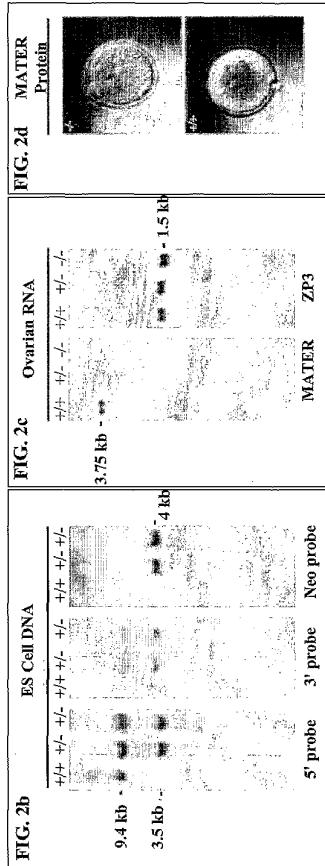 FIG. 2b
ES Cell DNA
+/+ +/- +/- +/+ +/- +/- +/+ +/- +/-
9.4 kb -
3.5 kb -
- 4 kb
5' probe 3' probe Neo probe
FIG. 2c
Ovarian RNA
+/+ +/- -/- +/+ +/- -/-
3.75 kb -
- 1.5 kb
MATER ZP3
FIG. 2d MATER
Protein
+/+